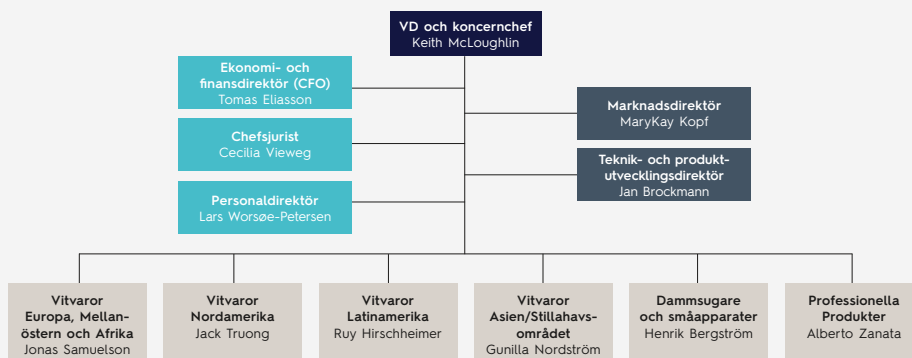 VD och koncernchef
Keith McLoughlin
Ekonomi- och
finansdirektör (CFO)
Tomas Eliasson
Marknadsdirektör
MaryKay Kopf
Chefsjurist
Cecilia Vieweg
Teknik- och produkt-
utvecklingsdirektör
Jan Brockmann
Personaldirektör
Lars Worsøe-Petersen
Vitvaror
Europa, Mellan-
östern och Afrika
Jonas Samuelson
Vitvaror
Nordamerika
Jack Truong
Vitvaror
Latinamerika
Ruy Hirschheimer
Vitvaror
Asien/Stillahavs-
området
Gunilla Nordström
Dammsugare
och småapparater
Henrik Bergström
Professionella
Produkter
Alberto Zanata